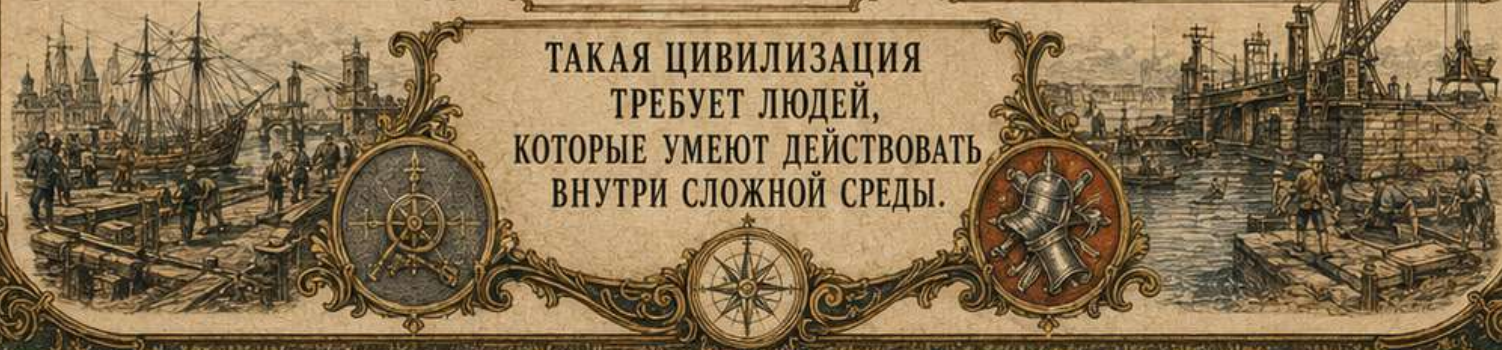 ТАКАЯ ЦИВИЛИЗАЦИЯ
ТРЕБУЕТ ЛЮДЕЙ,
КОТОРЫЕ УМЕЮТ ДЕЙСТВОВАТЬ
ВНУТРИ СЛОЖНОЙ СРЕДЫ.